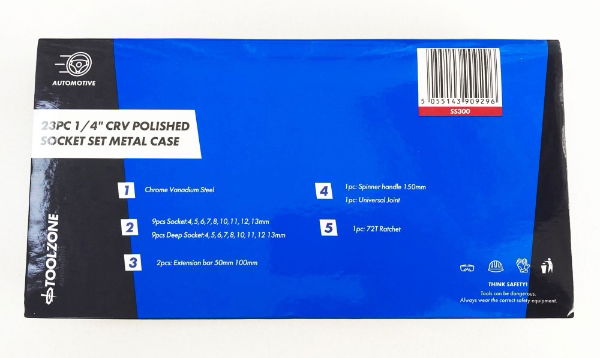 AUTOMOTIVE
5 055143 909296
SS300
23PC 1/4" CRV POLISHED
SOCKET SET METAL CASE
1 Chrome Vanadium Steel
2 9pcs Socket:4,5,6,7,8,10,11,12,13mm
9pcs Deep Socket:4,5,6,7,8,10,11,12 13mm
3 2pcs: Extension bar 50mm 100mm
4 1pc: Spinner handle 150mm
1pc: Universal Joint
5 1pc: 72T Ratchet
TOOLZONE
THINK SAFETY!
Tools can be dangerous.
Always wear the correct safety equipment.